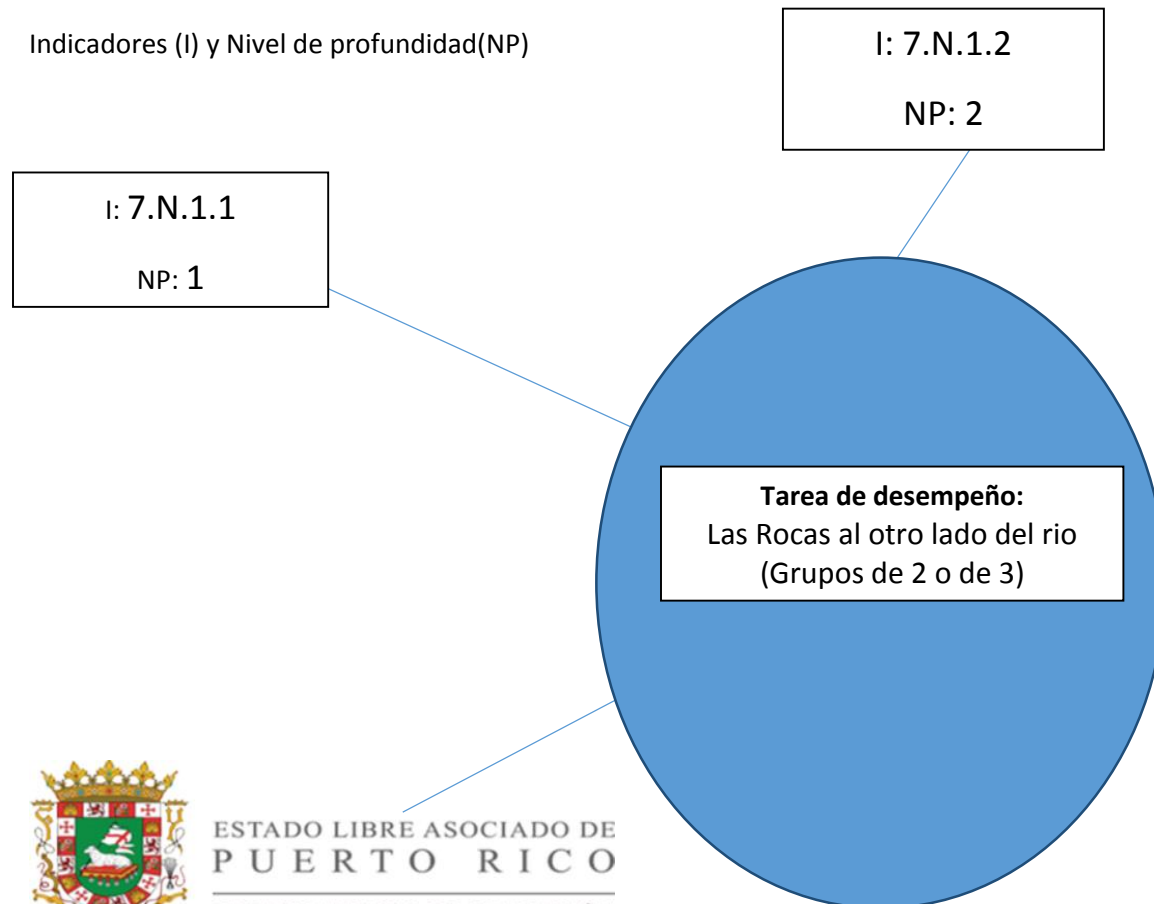 Indicadores (I) y Nivel de profundidad(NP)
I: 7.N.1.2
NP: 2
I: 7.N.1.1
NP: 1
Tarea de desempeño:
Las Rocas al otro lado del rio
(Grupos de 2 o de 3)
ESTADO LIBRE ASOCIADO DE
PUERTO RICO